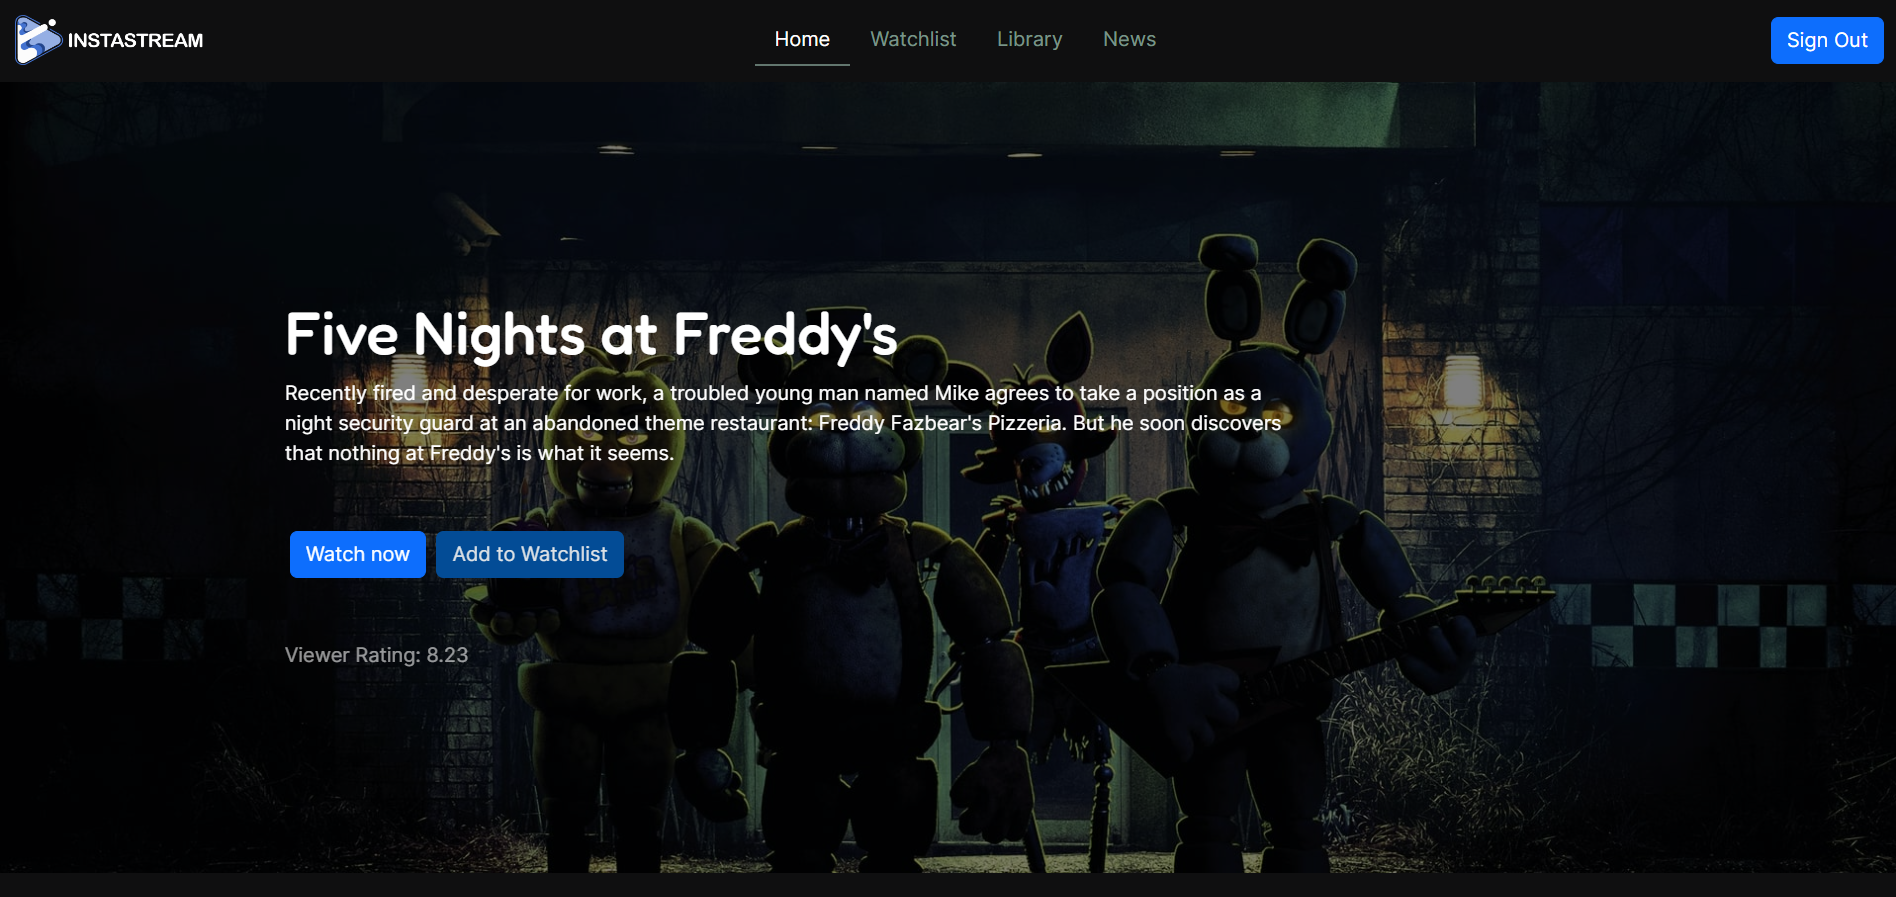 INSTASTREAM
Home
Watchlist
Library
News
Sign Out
Five Nights at Freddy's
Recently fired and desperate for work, a troubled young man named Mike agrees to take a position as a
night security guard at an abandoned theme restaurant: Freddy Fazbear's Pizzeria. But he soon discovers
that nothing at Freddy's is what it seems.
Watch now
Add to Watchlist
Viewer Rating: 8.23